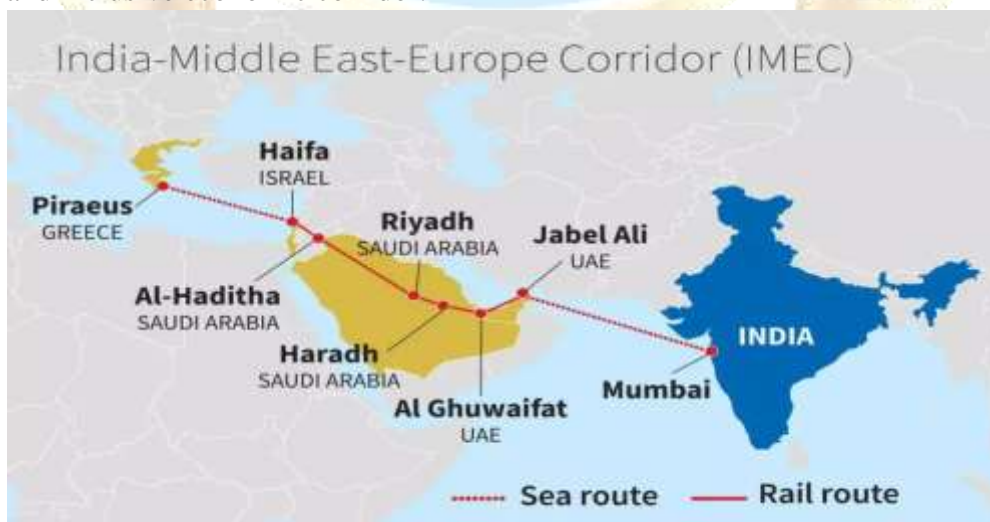 India-Middle East-Europe Corridor (IMEC)
Haifa
ISRAEL
Piraeus
GREECE
Riyadh
SAUDI ARABIA
Jabel Ali
UAE
Al-Haditha
SAUDI ARABIA
Haradh
SAUDI ARABIA
Al Ghuwaifat
UAE
INDIA
Mumbai
Sea route
Rail route